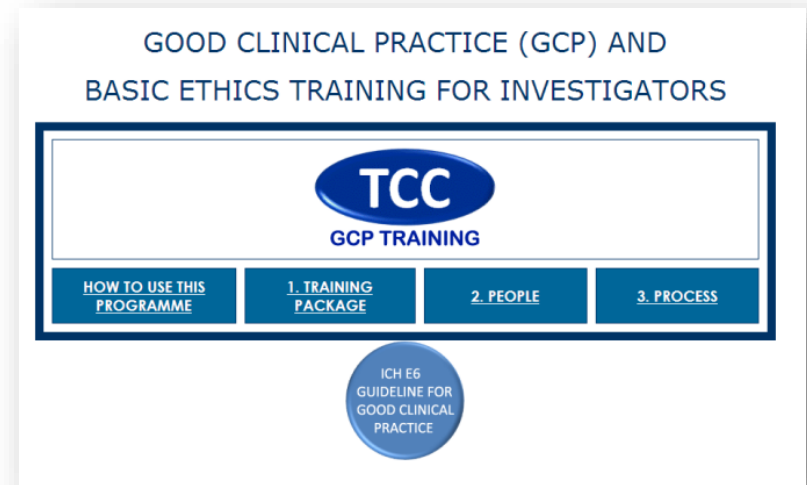 GOOD CLINICAL PRACTICE (GCP) AND
BASIC ETHICS TRAINING FOR INVESTIGATORS
TCC
GCP TRAINING
HOW TO USE THIS
PROGRAMME
1. TRAINING
PACKAGE
2. PEOPLE
3. PROCESS
ICH E6
GUIDELINE FOR
GOOD CLINICAL
PRACTICE